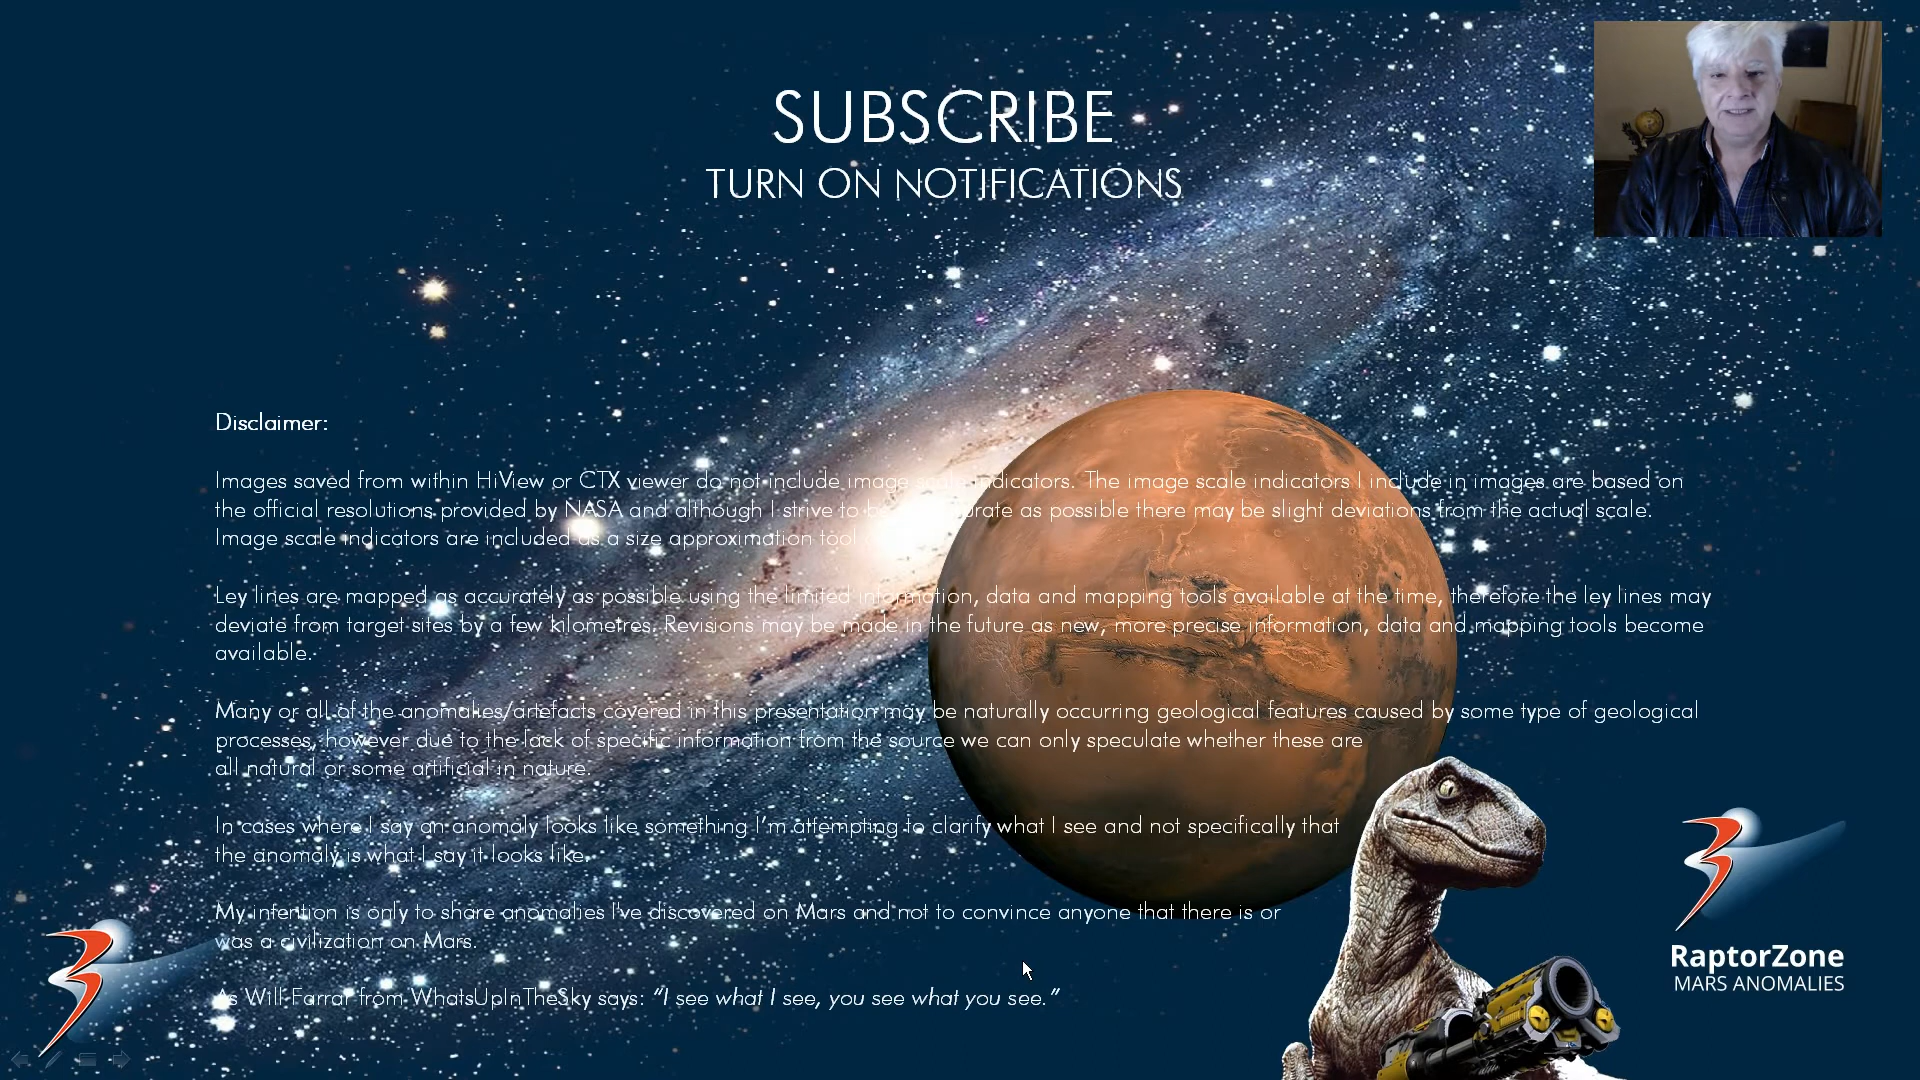 SUBSCRIBE
TURN ON NOTIFICATIONS
Disclaimer:
Images saved from within HiView or CTX viewer do not include image scale indicators. The image scale indicators I include in images are based on
the official resolutions provided by NASA and although I strive to be as accurate as possible there may be slight deviations from the actual scale.
Image scale indicators are included as a size approximation tool
Ley lines are mapped as accurately as possible using the limited information, data and mapping tools available at the time, therefore the ley lines may
deviate from target sites by a few kilometres. Revisions may be made in the future as new, more precise information, data and mapping tools become
available.
Many or all of the anomalies/artefacts covered in this presentation may be naturally occurring geological features caused by some type of geological
processes, however due to the lack of specific information from the source we can only speculate whether these are
all natural or some artificial in nature.
In cases where I say an anomaly looks like something I'm attempting to clarify what I see and not specifically that
the anomaly is what I say it looks like.
My intention is only to share anomalies I've discovered on Mars and not to convince anyone that there is or
was a civilization on Mars.
As Will Farrar from WhatsUpInTheSky says: "I see what I see, you see what you see."
RaptorZone
MARS ANOMALIES